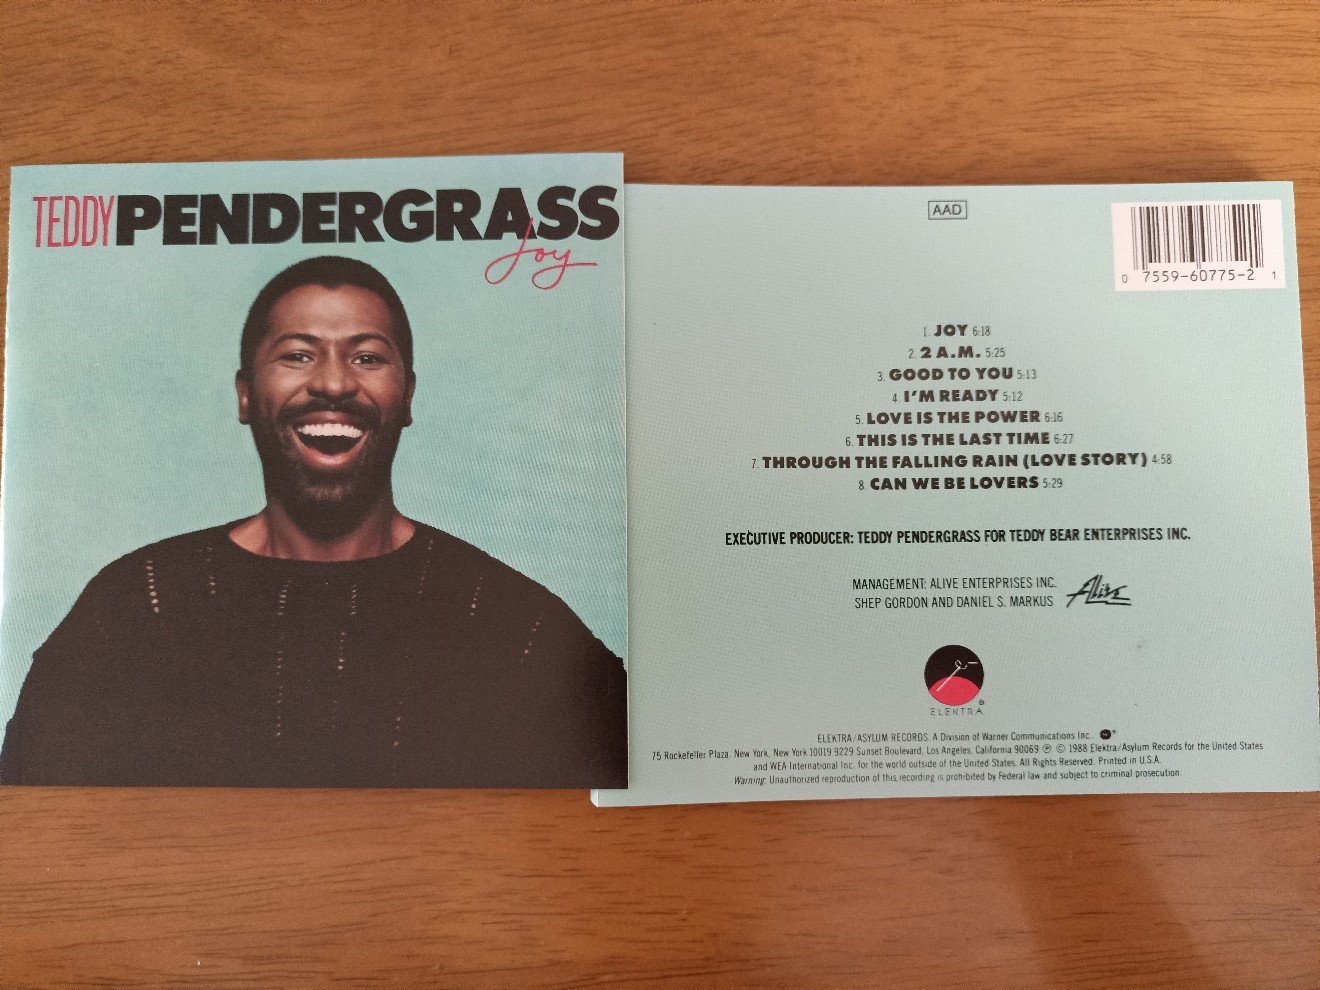 TEDDY PENDERGRASS
Joy
AAD
0 7559-60775-2 1
1. JOY 6:18
2. 2 A.M. 5:25
3. GOOD TO YOU 5:13
4. I'M READY 5:12
5. LOVE IS THE POWER 6:16
6. THIS IS THE LAST TIME 6:27
7. THROUGH THE FALLING RAIN (LOVE STORY) 4:58
8. CAN WE BE LOVERS 5:29
EXECUTIVE PRODUCER: TEDDY PENDERGRASS FOR TEDDY BEAR ENTERPRISES INC.
MANAGEMENT: ALIVE ENTERPRISES INC.
SHEP GORDON AND DANIEL S. MARKUS
Alive
ELEKTRA ®
ELEKTRA/ASYLUM RECORDS, A Division of Warner Communications Inc.
75 Rockefeller Plaza, New York, New York 10019 9229 Sunset Boulevard, Los Angeles, California 90069 ℗ © 1988 Elektra/Asylum Records for the United States
and WEA International Inc. for the world outside of the United States. All Rights Reserved. Printed in U.S.A.
Warning: Unauthorized reproduction of this recording is prohibited by Federal law and subject to criminal prosecution.